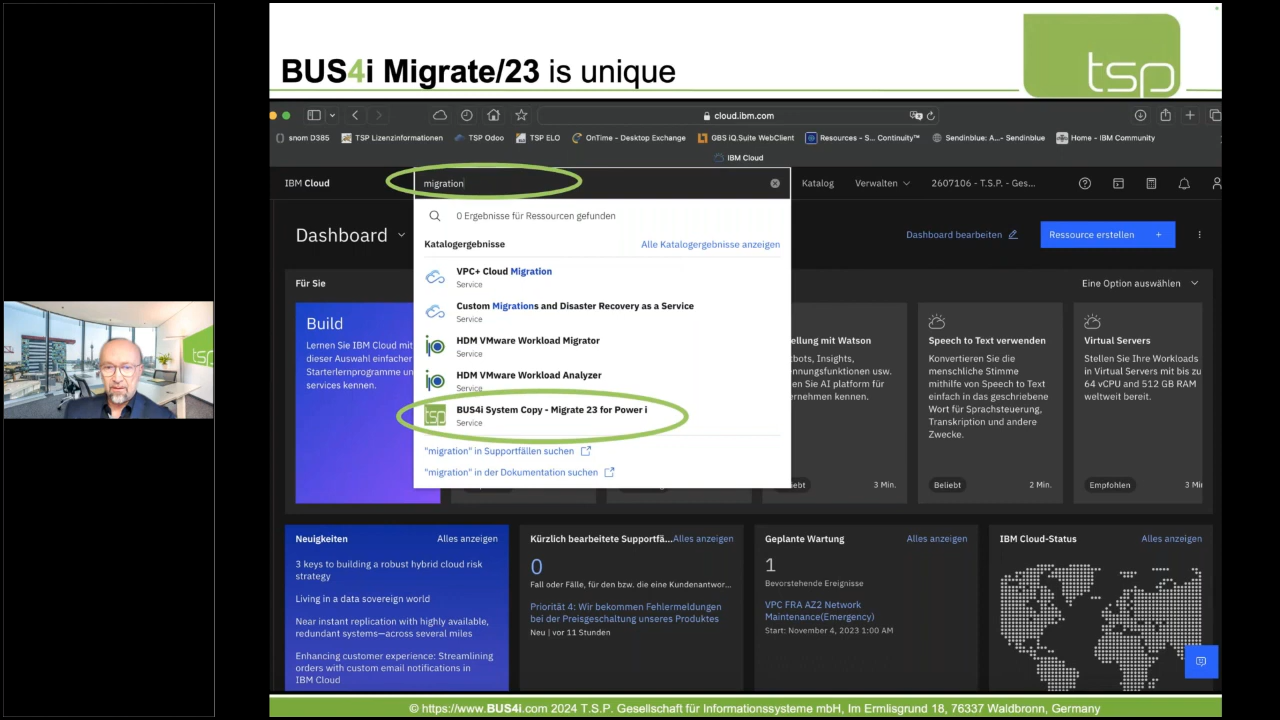 BUS4i Migrate/23 is unique
tsp
cloud.ibm.com
snom D385 TSP Lizenzinformationen TSP Odoo TSP ELO OnTime - Desktop Exchange GBS iQ.Suite WebClient Resources - S... Continuity™ Sendinblue: A...- Sendinblue Home - IBM Community
IBM Cloud
IBM Cloud migration Katalog Verwalten 2607106 - T.S.P. - Ges...
0 Ergebnisse für Ressourcen gefunden
Katalogergebnisse Alle Katalogergebnisse anzeigen
VPC+ Cloud Migration
Service
Custom Migrations and Disaster Recovery as a Service
Service
HDM VMware Workload Migrator
Service
HDM VMware Workload Analyzer
Service
tsp
BUS4i System Copy - Migrate 23 for Power i
Service
"migration" in Supportfällen suchen
"migration" in der Dokumentation suchen
Dashboard
Dashboard bearbeiten Ressource erstellen +
Für Sie Eine Option auswählen
Build
Lernen Sie IBM Cloud mit
dieser Auswahl einfacher
Starterlernprogramme un
services kennen.
ellung mit Watson
tbots, Insights,
nnungsfunktionen usw.
en Sie AI platform für
ernehmen kennen.
ebt 3 Min.
Speech to Text verwenden
Konvertieren Sie die
menschliche Stimme
mithilfe von Speech to Text
einfach in das geschriebene
Wort für Sprachsteuerung,
Transkription und andere
Zwecke.
Beliebt 2 Min.
Virtual Servers
Stellen Sie Ihre Workloads
in Virtual Servers mit bis zu
64 vCPU and 512 GB RAM
weltweit bereit.
Empfohlen 3 Mi
Neuigkeiten Alles anzeigen
3 keys to building a robust hybrid cloud risk
strategy
Living in a data sovereign world
Near instant replication with highly available,
redundant systems—across several miles
Enhancing customer experience: Streamlining
orders with custom email notifications in
IBM Cloud
Kürzlich bearbeitete Supportfä... Alles anzeigen
0
Fall oder Fälle, für den bzw. die eine Kundenantwor...
Priorität 4: Wir bekommen Fehlermeldungen
bei der Preisgeschaltung unseres Produktes
Neu | vor 11 Stunden
Geplante Wartung Alles anzeigen
1
Bevorstehende Ereignisse
VPC FRA AZ2 Network
Maintenance(Emergency)
Start: November 4, 2023 1:00 AM
IBM Cloud-Status Alles anzeigen
tsp
© https://www.BUS4i.com 2024 T.S.P. Gesellschaft für Informationssysteme mbH, Im Ermlisgrund 18, 76337 Waldbronn, Germany